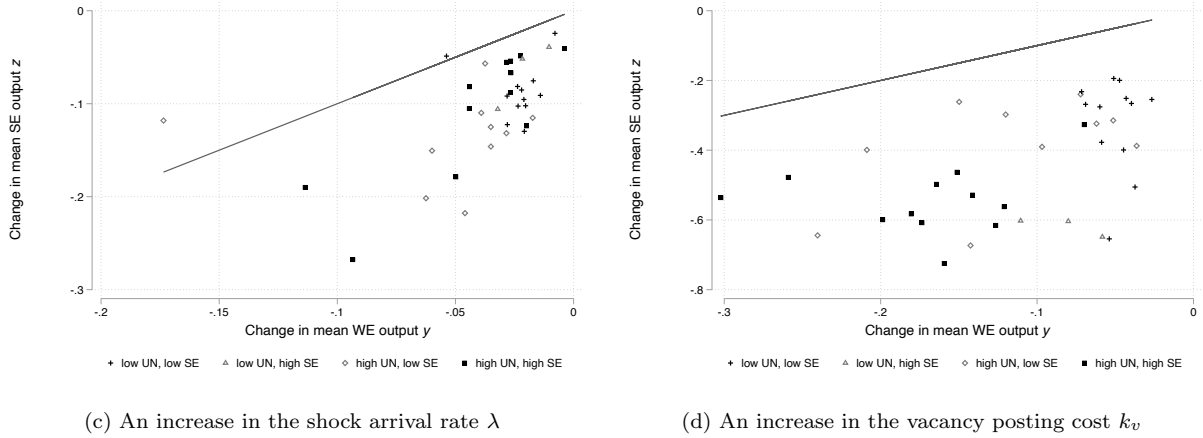 0
-.1
-.2
-.3
Change in mean SE output z
-.2
-.15
-.1
-.05
0
Change in mean WE output y
low UN, low SE
low UN, high SE
high UN, low SE
high UN, high SE
(c) An increase in the shock arrival rate λ
0
-.2
-.4
-.6
-.8
Change in mean SE output z
-.3
-.2
-.1
0
Change in mean WE output y
low UN, low SE
low UN, high SE
high UN, low SE
high UN, high SE
(d) An increase in the vacancy posting cost kᵥ